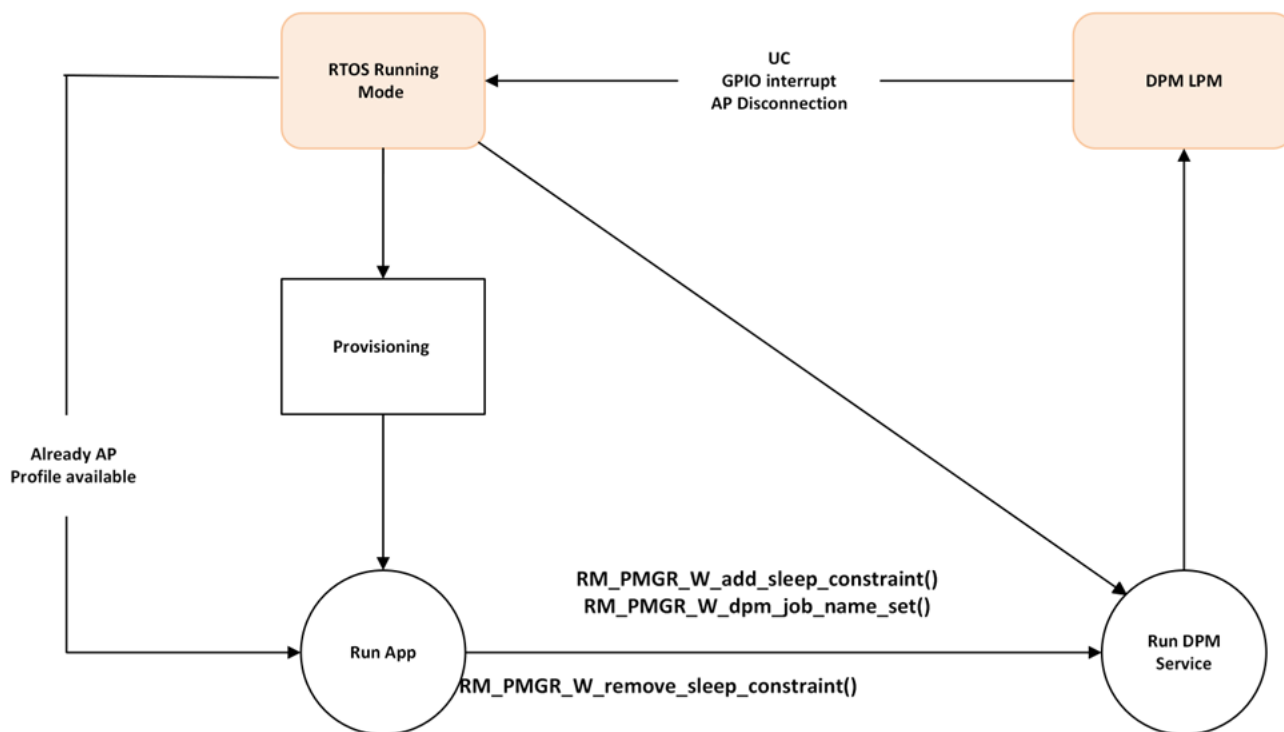 RTOS Running
Mode
UC
GPIO interrupt
AP Disconnection
DPM LPM
Provisioning
Already AP
Profile available
RM_PMGR_W_add_sleep_constraint()
RM_PMGR_W_dpm_job_name_set()
Run App
Run DPM
Service
RM_PMGR_W_remove_sleep_constraint()